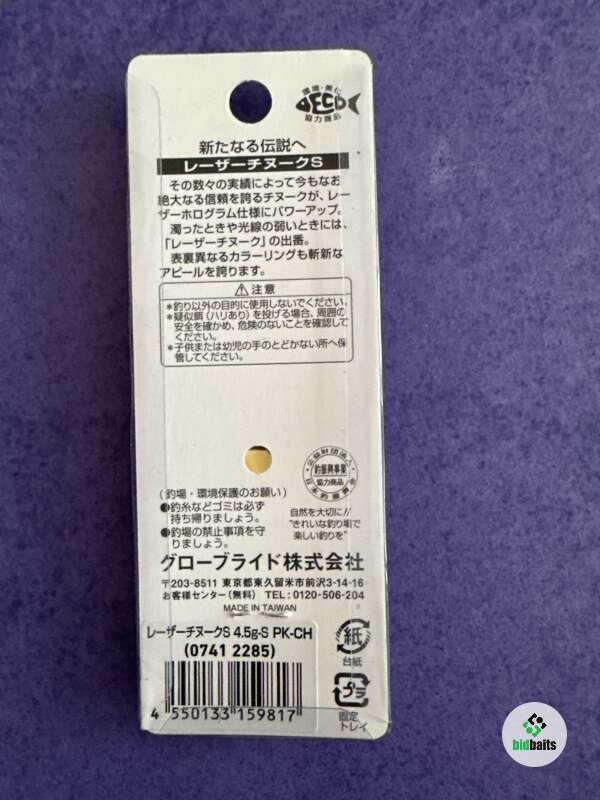 環境・美化
ECO
協力商品
新たなる伝説へ
レーザーチヌークS
その数々の実績によって今もなお
絶大なる信頼を誇るチヌークが、レー
ザーホログラム仕様にパワーアップ。
濁ったときや光線の弱いときには、
「レーザーチヌーク」の出番。
表裏異なるカラーリングも斬新な
アピールを誇ります。
⚠注意
*釣り以外の目的に使用しないでください。
*疑似餌（ハリあり）を投げる場合、周囲の
安全を確かめ、危険のないことを確認して
ください。
*子供または幼児の手のとどかない所へ保
管してください。
釣振興事業
協力商品
(釣場・環境保護のお願い)
●釣糸などゴミは必ず
持ち帰りましょう。
●釣場の禁止事項を守
りましょう。
自然を大切に!!
"きれいな釣り場で
楽しい釣りを"
グローブライド株式会社
〒203-8511 東京都東久留米市前沢3-14-16
お客様センター(無料) TEL:0120-506-204
MADE IN TAIWAN
レーザーチヌークS 4.5g-S PK-CH
(0741 2285)
4 550133 159817
紙
台紙
プラ
固定
トレイ
bidbaits